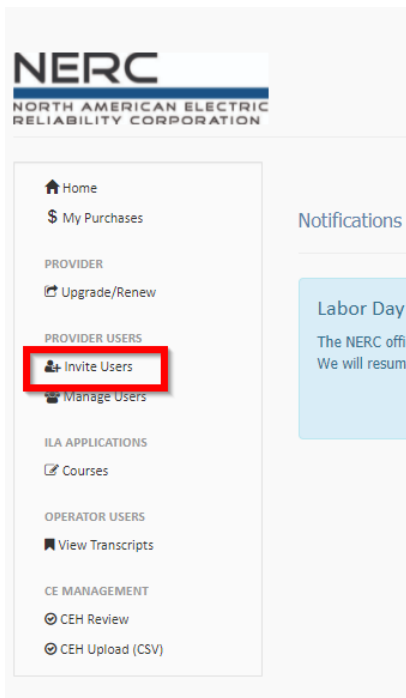 NERC
NORTH AMERICAN ELECTRIC
RELIABILITY CORPORATION
Home
$ My Purchases
PROVIDER
Upgrade/Renew
PROVIDER USERS
Invite Users
Manage Users
ILA APPLICATIONS
Courses
OPERATOR USERS
View Transcripts
CE MANAGEMENT
CEH Review
CEH Upload (CSV)
Notifications
Labor Day
The NERC offi
We will resum